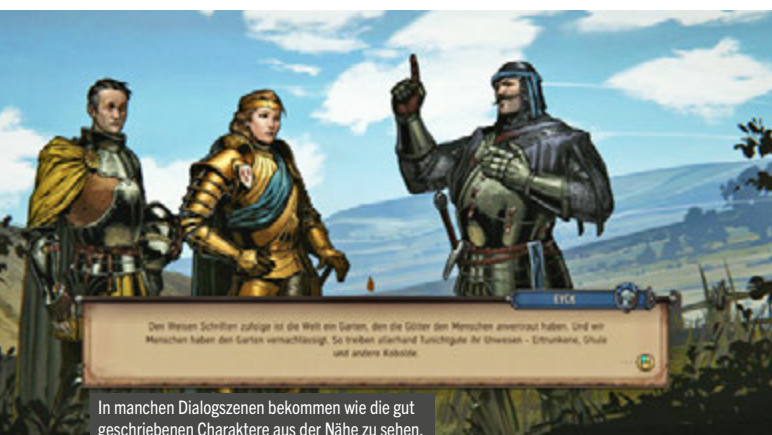 EYCK
Den Weisen Schriften zufolge ist die Welt ein Garten, den die Götter den Menschen anvertraut haben. Und wir
Menschen haben den Garten vernachlässigt. So treiben allerhand Tunichtgute ihr Unwesen – Ertrunkene, Ghule
und andere Kobolde.
In manchen Dialogszenen bekommen wie die gut
geschriebenen Charaktere aus der Nähe zu sehen.